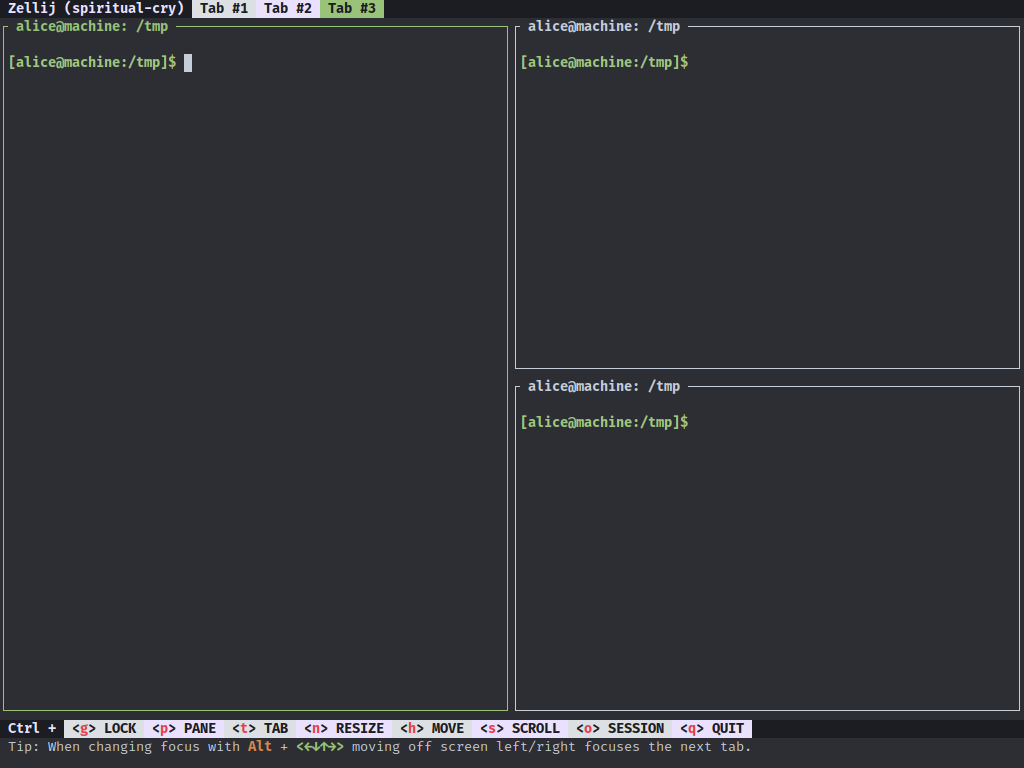 Zellij (spiritual-cry) Tab #1 Tab #2 Tab #3
alice@machine: /tmp
[alice@machine:/tmp]$
alice@machine: /tmp
[alice@machine:/tmp]$
alice@machine: /tmp
[alice@machine:/tmp]$
Ctrl + <g> LOCK <p> PANE <t> TAB <n> RESIZE <h> MOVE <s> SCROLL <o> SESSION <q> QUIT
Tip: When changing focus with Alt + <←↓↑→> moving off screen left/right focuses the next tab.